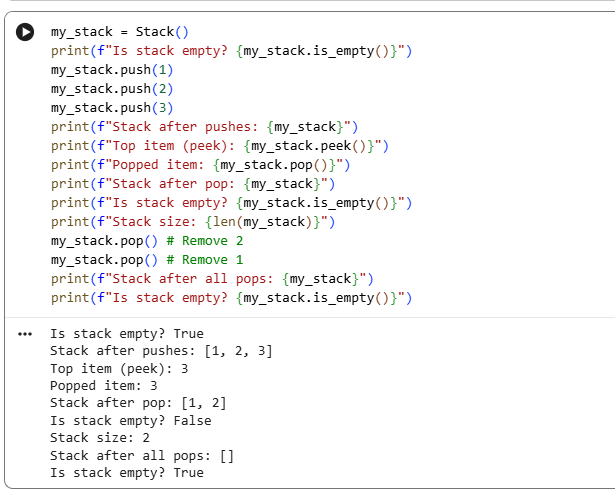 my_stack = Stack()
print(f"Is stack empty? {my_stack.is_empty()}")
my_stack.push(1)
my_stack.push(2)
my_stack.push(3)
print(f"Stack after pushes: {my_stack}")
print(f"Top item (peek): {my_stack.peek()}")
print(f"Popped item: {my_stack.pop()}")
print(f"Stack after pop: {my_stack}")
print(f"Is stack empty? {my_stack.is_empty()}")
print(f"Stack size: {len(my_stack)}")
my_stack.pop() # Remove 2
my_stack.pop() # Remove 1
print(f"Stack after all pops: {my_stack}")
print(f"Is stack empty? {my_stack.is_empty()}")
Is stack empty? True
Stack after pushes: [1, 2, 3]
Top item (peek): 3
Popped item: 3
Stack after pop: [1, 2]
Is stack empty? False
Stack size: 2
Stack after all pops: []
Is stack empty? True